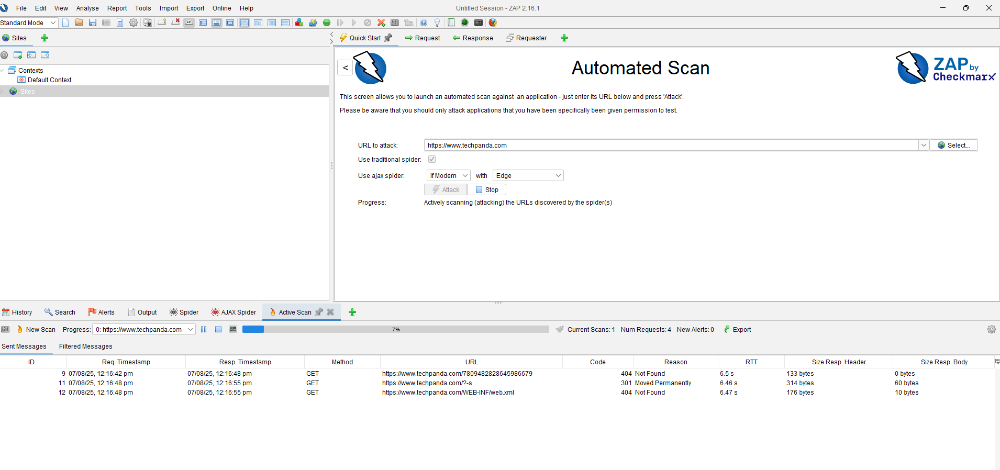 File Edit View Analyse Report Tools Import Export Online Help
Untitled Session - ZAP 2.16.1
Standard Mode
Sites
Quick Start Request Response Requester
Contexts
Default Context
Sites
<
Automated Scan
ZAP by
Checkmarx
This screen allows you to launch an automated scan against an application - just enter its URL below and press 'Attack'.
Please be aware that you should only attack applications that you have been specifically been given permission to test.
URL to attack: https://www.techpanda.com Select...
Use traditional spider:
Use ajax spider: If Modern with Edge
Attack Stop
Progress: Actively scanning (attacking) the URLs discovered by the spider(s)
History Search Alerts Output Spider AJAX Spider Active Scan
New Scan Progress: 0: https://www.techpanda.com 7% Current Scans: 1 Num Requests: 4 New Alerts: 0 Export
Sent Messages Filtered Messages
ID Req. Timestamp Resp. Timestamp Method URL Code Reason RTT Size Resp. Header Size Resp. Body
9 07/08/25, 12:16:42 pm 07/08/25, 12:16:48 pm GET https://www.techpanda.com/7809482828645986679 404 Not Found 6.5 s 133 bytes 0 bytes
11 07/08/25, 12:16:48 pm 07/08/25, 12:16:55 pm GET https://www.techpanda.com/?-s 301 Moved Permanently 6.46 s 314 bytes 60 bytes
12 07/08/25, 12:16:48 pm 07/08/25, 12:16:55 pm GET https://www.techpanda.com/WEB-INF/web.xml 404 Not Found 6.47 s 176 bytes 10 bytes